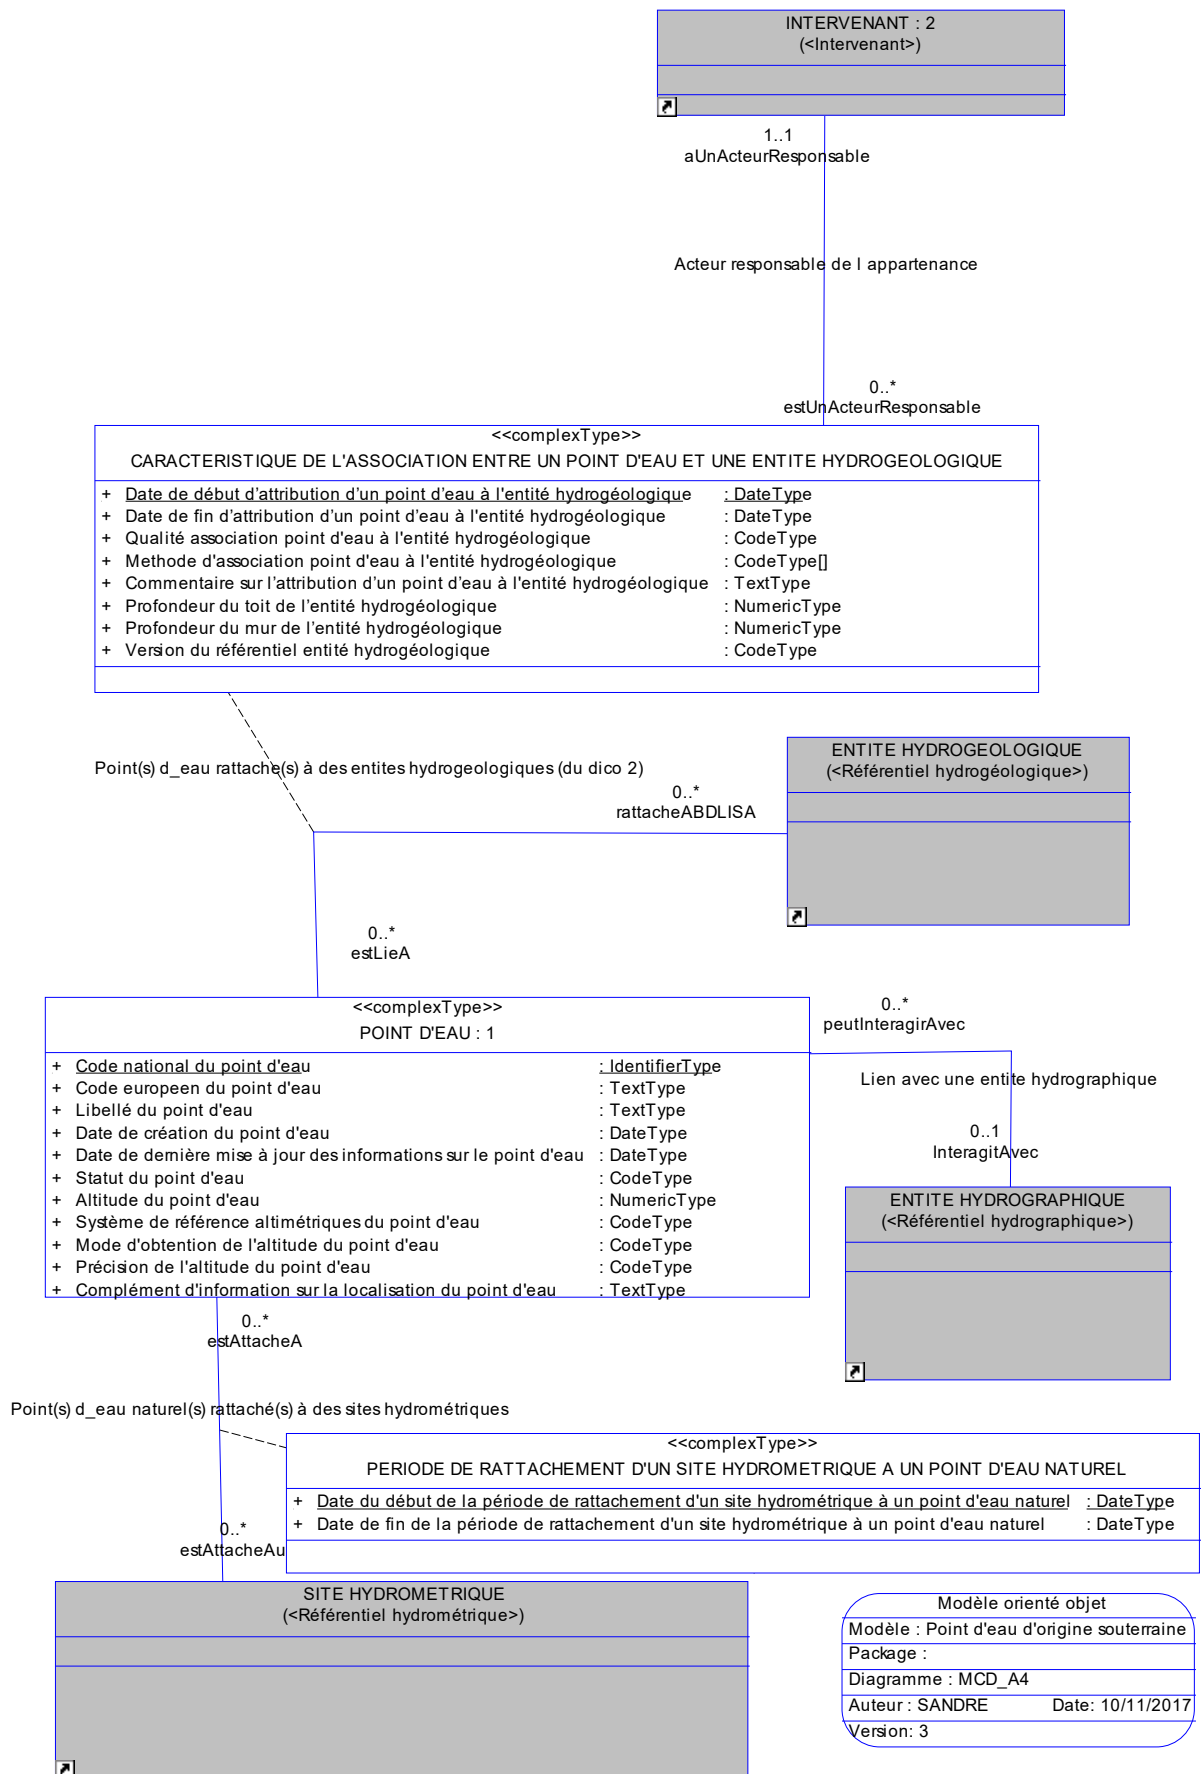 INTERVENANT : 2
(<Intervenant>)
1..1
aUnActeurResponsable
Acteur responsable de l appartenance
0..*
estUnActeurResponsable
<<complexType>>
CARACTERISTIQUE DE L'ASSOCIATION ENTRE UN POINT D'EAU ET UNE ENTITE HYDROGEOLOGIQUE
+ Date de début d’attribution d’un point d’eau à l'entité hydrogéologique : DateType
+ Date de fin d’attribution d’un point d’eau à l'entité hydrogéologique : DateType
+ Qualité association point d'eau à l'entité hydrogéologique : CodeType
+ Methode d'association point d'eau à l'entité hydrogéologique : CodeType[]
+ Commentaire sur l’attribution d’un point d’eau à l'entité hydrogéologique : TextType
+ Profondeur du toit de l’entité hydrogéologique : NumericType
+ Profondeur du mur de l’entité hydrogéologique : NumericType
+ Version du référentiel entité hydrogéologique : CodeType
Point(s) d_eau rattache(s) à des entites hydrogeologiques (du dico 2)
ENTITE HYDROGEOLOGIQUE
(<Référentiel hydrogéologique>)
0..*
rattacheABDLISA
0..*
estLieA
<<complexType>>
POINT D'EAU : 1
+ Code national du point d'eau : IdentifierType
+ Code europeen du point d'eau : TextType
+ Libellé du point d'eau : TextType
+ Date de création du point d'eau : DateType
+ Date de dernière mise à jour des informations sur le point d'eau : DateType
+ Statut du point d'eau : CodeType
+ Altitude du point d'eau : NumericType
+ Système de référence altimétriques du point d'eau : CodeType
+ Mode d'obtention de l'altitude du point d'eau : CodeType
+ Précision de l'altitude du point d'eau : CodeType
+ Complément d'information sur la localisation du point d'eau : TextType
0..*
peutInteragirAvec
Lien avec une entite hydrographique
0..1
InteragitAvec
ENTITE HYDROGRAPHIQUE
(<Référentiel hydrographique>)
0..*
estAttacheA
Point(s) d_eau naturel(s) rattaché(s) à des sites hydrométriques
<<complexType>>
PERIODE DE RATTACHEMENT D'UN SITE HYDROMETRIQUE A UN POINT D'EAU NATUREL
+ Date du début de la période de rattachement d'un site hydrométrique à un point d'eau naturel : DateType
+ Date de fin de la période de rattachement d'un site hydrométrique à un point d'eau naturel : DateType
0..*
estAttacheAu
SITE HYDROMETRIQUE
(<Référentiel hydrométrique>)
Modèle orienté objet
Modèle : Point d'eau d'origine souterraine
Package :
Diagramme : MCD_A4
Auteur : SANDRE Date: 10/11/2017
Version: 3